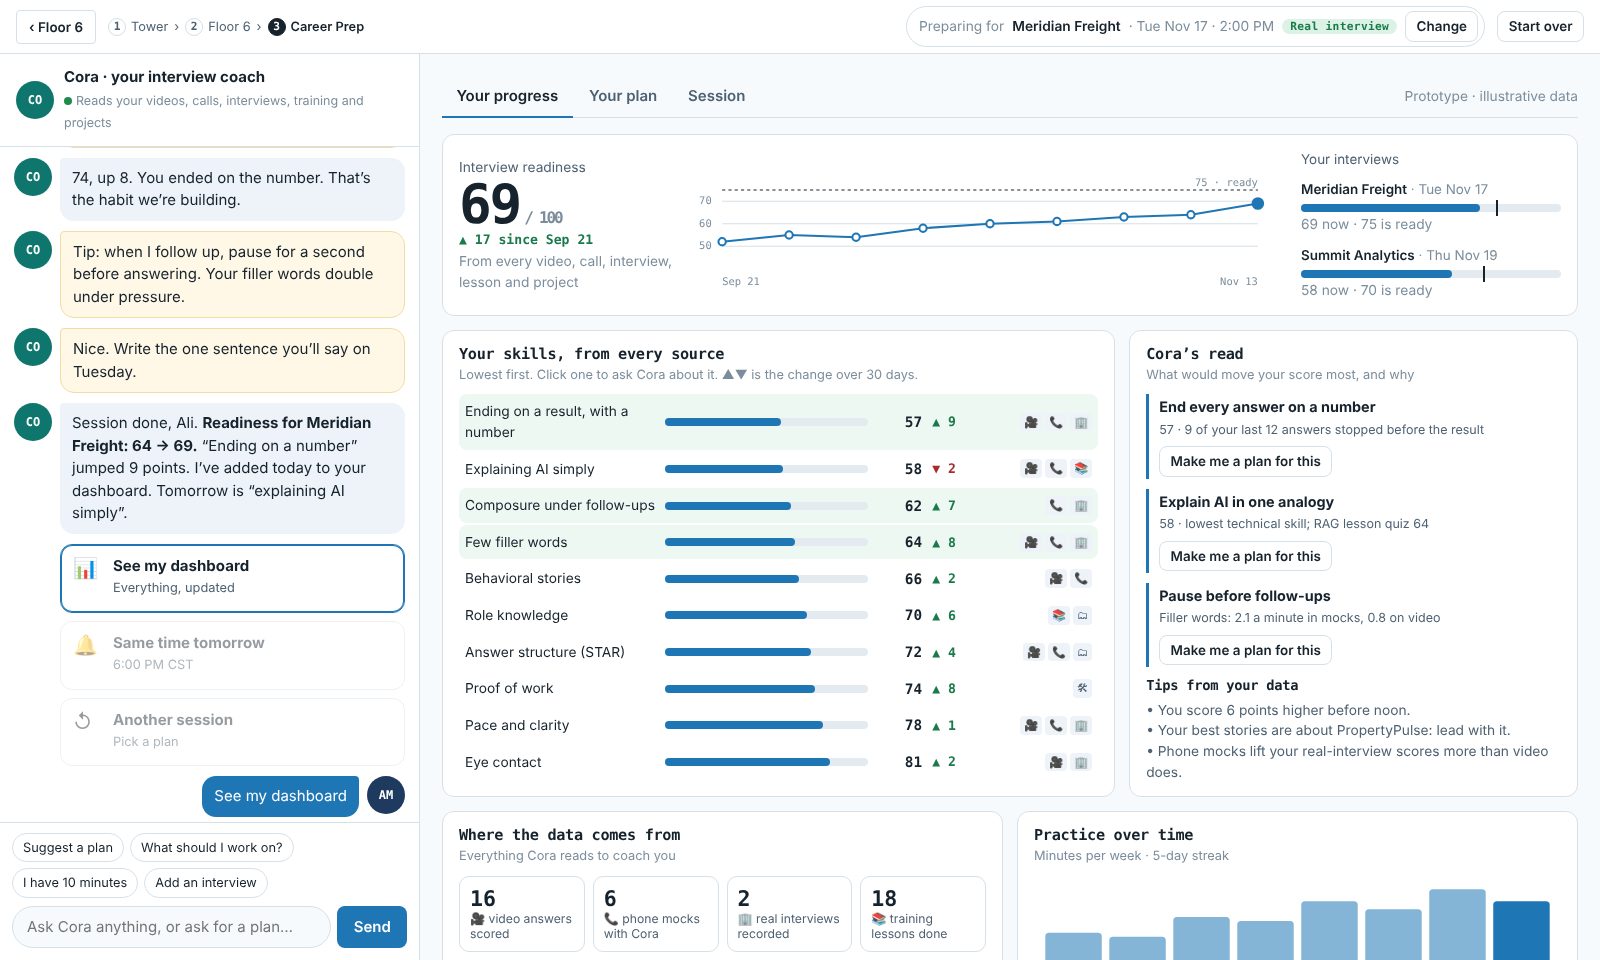 ‹ Floor 6
1 Tower › 2 Floor 6 › 3 Career Prep
Preparing for Meridian Freight · Tue Nov 17 · 2:00 PM Real interview Change
Start over
CO
Cora · your interview coach
Reads your videos, calls, interviews, training and
projects
CO
74, up 8. You ended on the number. That’s
the habit we’re building.
CO
Tip: when I follow up, pause for a second
before answering. Your filler words double
under pressure.
CO
Nice. Write the one sentence you’ll say on
Tuesday.
CO
Session done, Ali. Readiness for Meridian
Freight: 64 → 69. “Ending on a number”
jumped 9 points. I’ve added today to your
dashboard. Tomorrow is “explaining AI
simply”.
See my dashboard
Everything, updated
Same time tomorrow
6:00 PM CST
Another session
Pick a plan
See my dashboard
AM
Suggest a plan
What should I work on?
I have 10 minutes
Add an interview
Ask Cora anything, or ask for a plan...
Send
Your progress
Your plan
Session
Prototype · illustrative data
Interview readiness
69 / 100
▲ 17 since Sep 21
From every video, call, interview,
lesson and project
75 · ready
70
60
50
Sep 21
Nov 13
Your interviews
Meridian Freight · Tue Nov 17
69 now · 75 is ready
Summit Analytics · Thu Nov 19
58 now · 70 is ready
Your skills, from every source
Lowest first. Click one to ask Cora about it. ▲▼ is the change over 30 days.
Ending on a result, with a
number
57 ▲ 9
Explaining AI simply 58 ▼ 2
Composure under follow-ups 62 ▲ 7
Few filler words 64 ▲ 8
Behavioral stories 66 ▲ 2
Role knowledge 70 ▲ 6
Answer structure (STAR) 72 ▲ 4
Proof of work 74 ▲ 8
Pace and clarity 78 ▲ 1
Eye contact 81 ▲ 2
Cora’s read
What would move your score most, and why
End every answer on a number
57 · 9 of your last 12 answers stopped before the result
Make me a plan for this
Explain AI in one analogy
58 · lowest technical skill; RAG lesson quiz 64
Make me a plan for this
Pause before follow-ups
Filler words: 2.1 a minute in mocks, 0.8 on video
Make me a plan for this
Tips from your data
• You score 6 points higher before noon.
• Your best stories are about PropertyPulse: lead with it.
• Phone mocks lift your real-interview scores more than video
does.
Where the data comes from
Everything Cora reads to coach you
16
video answers
scored
6
phone mocks
with Cora
2
real interviews
recorded
18
training
lessons done
Practice over time
Minutes per week · 5-day streak